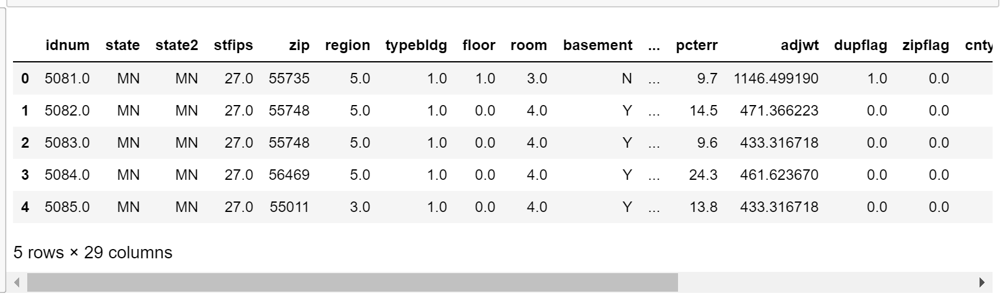 idnum state state2 stfips zip region typebldg floor room basement ... pcterr adjwt dupflag zipflag cnty
0 5081.0 MN MN 27.0 55735 5.0 1.0 1.0 3.0 N ... 9.7 1146.499190 1.0 0.0
1 5082.0 MN MN 27.0 55748 5.0 1.0 0.0 4.0 Y ... 14.5 471.366223 0.0 0.0
2 5083.0 MN MN 27.0 55748 5.0 1.0 0.0 4.0 Y ... 9.6 433.316718 0.0 0.0
3 5084.0 MN MN 27.0 56469 5.0 1.0 0.0 4.0 Y ... 24.3 461.623670 0.0 0.0
4 5085.0 MN MN 27.0 55011 3.0 1.0 0.0 4.0 Y ... 13.8 433.316718 0.0 0.0
5 rows × 29 columns